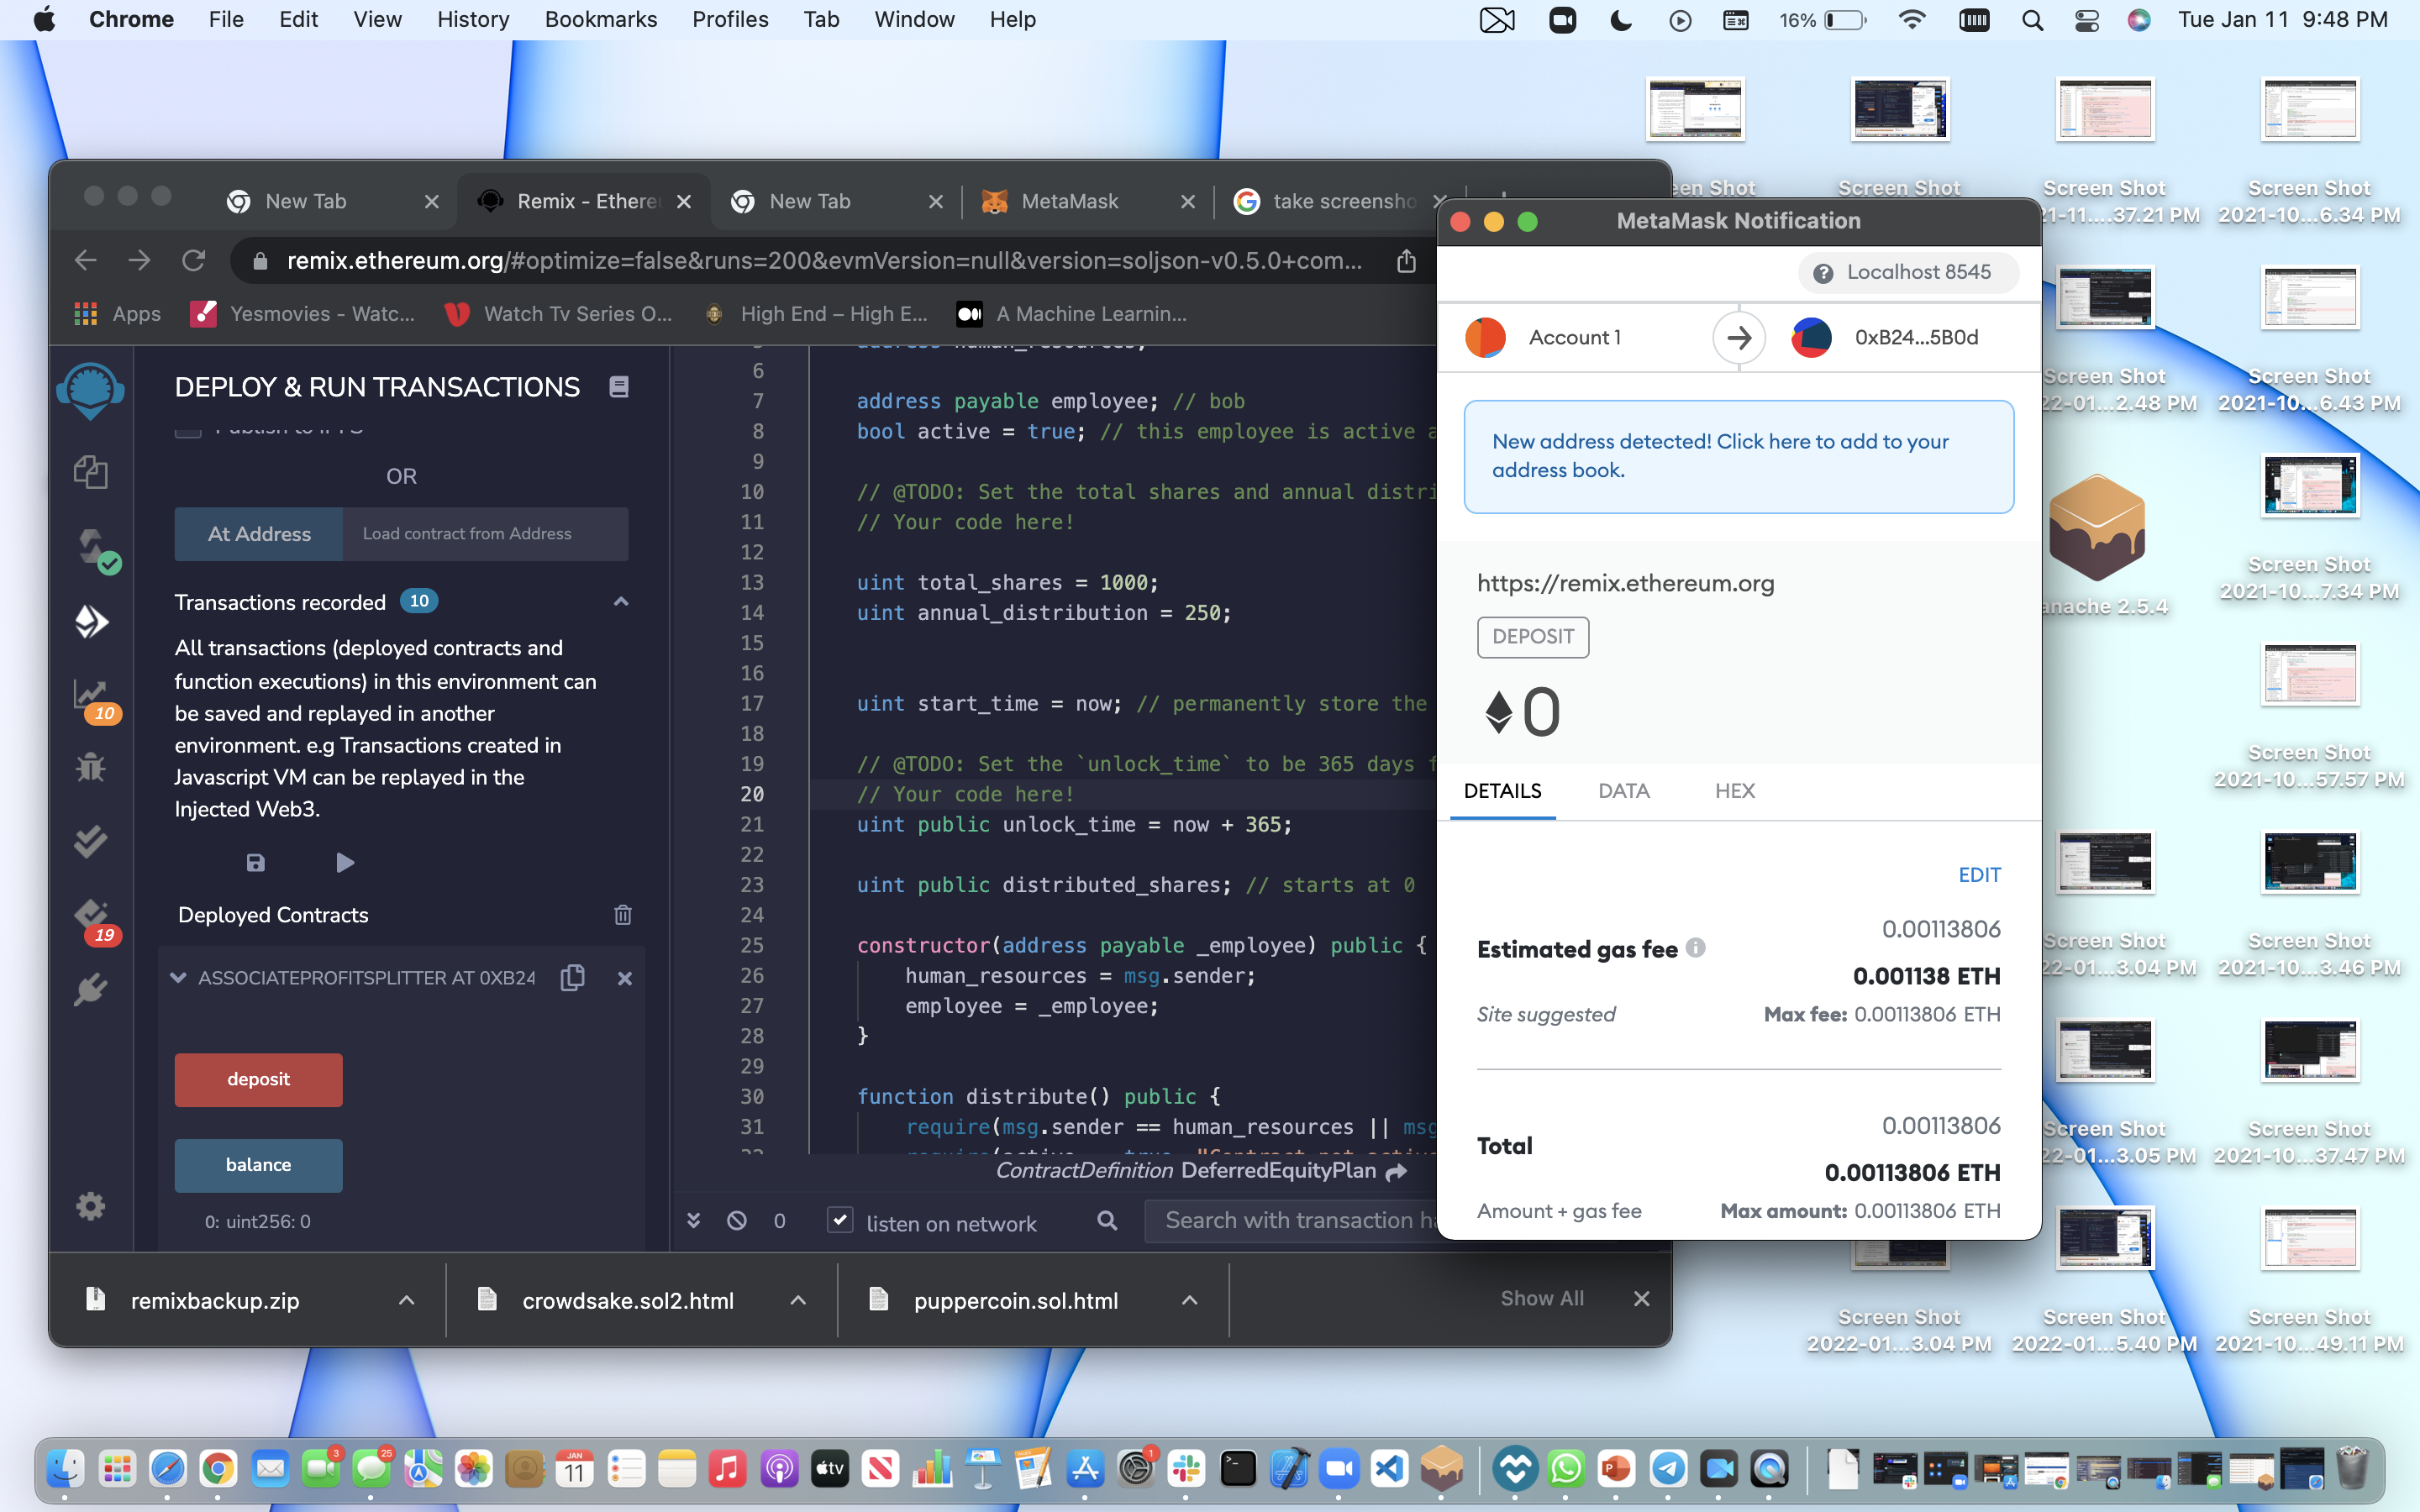 Chrome File Edit View History Bookmarks Profiles Tab Window Help
16% Tue Jan 11 9:48 PM
New Tab
Remix - Ethere
New Tab
MetaMask
take screensho
remix.ethereum.org/#optimize=false&runs=200&evmVersion=null&version=soljson-v0.5.0+com...
Apps
Yesmovies - Watc...
Watch Tv Series O...
High End – High E...
A Machine Learnin...
DEPLOY & RUN TRANSACTIONS
OR
At Address
Load contract from Address
Transactions recorded 10
All transactions (deployed contracts and
function executions) in this environment can
be saved and replayed in another
environment. e.g Transactions created in
Javascript VM can be replayed in the
Injected Web3.
Deployed Contracts
ASSOCIATEPROFITSPLITTER AT 0XB24
deposit
balance
0: uint256: 0
10
19
6
7 address payable employee; // bob
8 bool active = true; // this employee is active a
9
10 // @TODO: Set the total shares and annual distri
11 // Your code here!
12
13 uint total_shares = 1000;
14 uint annual_distribution = 250;
15
16
17 uint start_time = now; // permanently store the
18
19 // @TODO: Set the `unlock_time` to be 365 days f
20 // Your code here!
21 uint public unlock_time = now + 365;
22
23 uint public distributed_shares; // starts at 0
24
25 constructor(address payable _employee) public {
26 human_resources = msg.sender;
27 employee = _employee;
28 }
29
30 function distribute() public {
31 require(msg.sender == human_resources || msg
ContractDefinition DeferredEquityPlan
0
listen on network
Search with transaction ha
remixbackup.zip
crowdsake.sol2.html
puppercoin.sol.html
Show All
MetaMask Notification
Localhost 8545
Account 1
0xB24...5B0d
New address detected! Click here to add to your
address book.
https://remix.ethereum.org
DEPOSIT
0
DETAILS
DATA
HEX
EDIT
0.00113806
Estimated gas fee
0.001138 ETH
Site suggested
Max fee: 0.00113806 ETH
0.00113806
Total
0.00113806 ETH
Amount + gas fee
Max amount: 0.00113806 ETH
een Shot
Screen Shot
Screen Shot
21-11....37.21 PM
Screen Shot
2021-10...6.34 PM
Screen Shot
22-01...2.48 PM
Screen Shot
2021-10...6.43 PM
anache 2.5.4
Screen Shot
2021-10...7.34 PM
Screen Shot
2021-10...57.57 PM
Screen Shot
22-01...3.04 PM
Screen Shot
2021-10...3.46 PM
Screen Shot
22-01...3.05 PM
Screen Shot
2021-10...37.47 PM
Screen Shot
2022-01...3.04 PM
Screen Shot
2022-01...5.40 PM
Screen Shot
2021-10...49.11 PM
3
25
JAN
11
tv
1